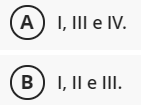 A I, III e IV.
B I, II e III.